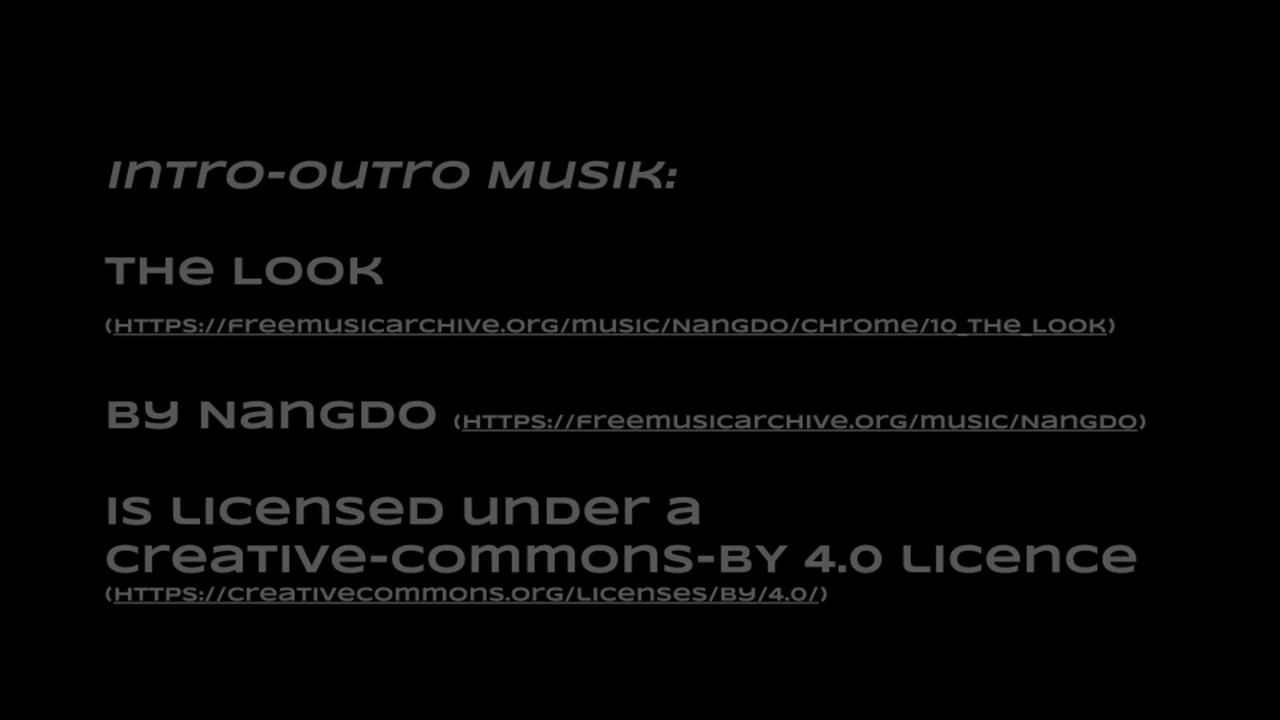 Intro-Outro Musik:
The Look
(https://freemusicarchive.org/music/Nangdo/Chrome/10_The_Look)
By Nangdo (https://freemusicarchive.org/music/Nangdo)
is licensed under a
Creative-Commons-BY 4.0 Licence
(https://creativecommons.org/licenses/by/4.0/)